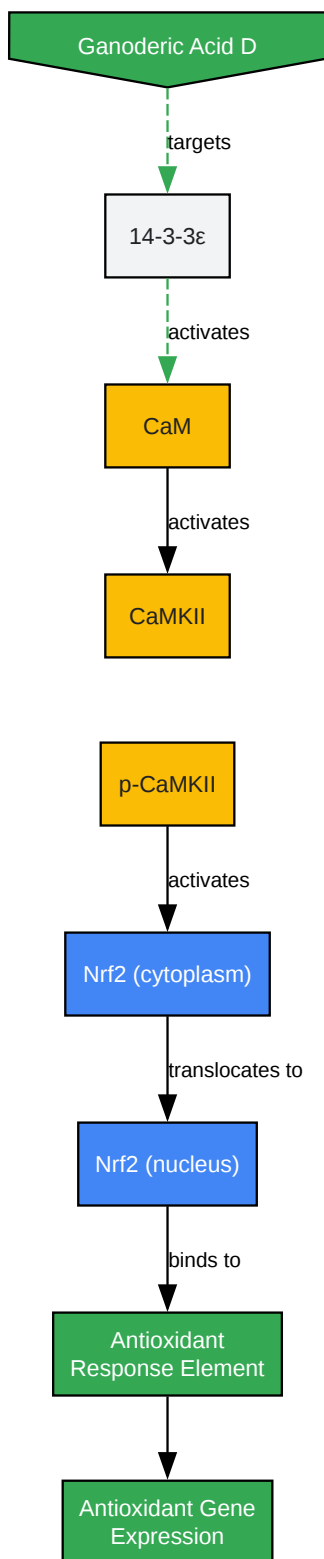 Ganoderic Acid D
targets
14-3-3ε
activates
CaM
activates
CaMKII
p-CaMKII
activates
Nrf2 (cytoplasm)
translocates to
Nrf2 (nucleus)
binds to
Antioxidant
Response Element
Antioxidant Gene
Expression